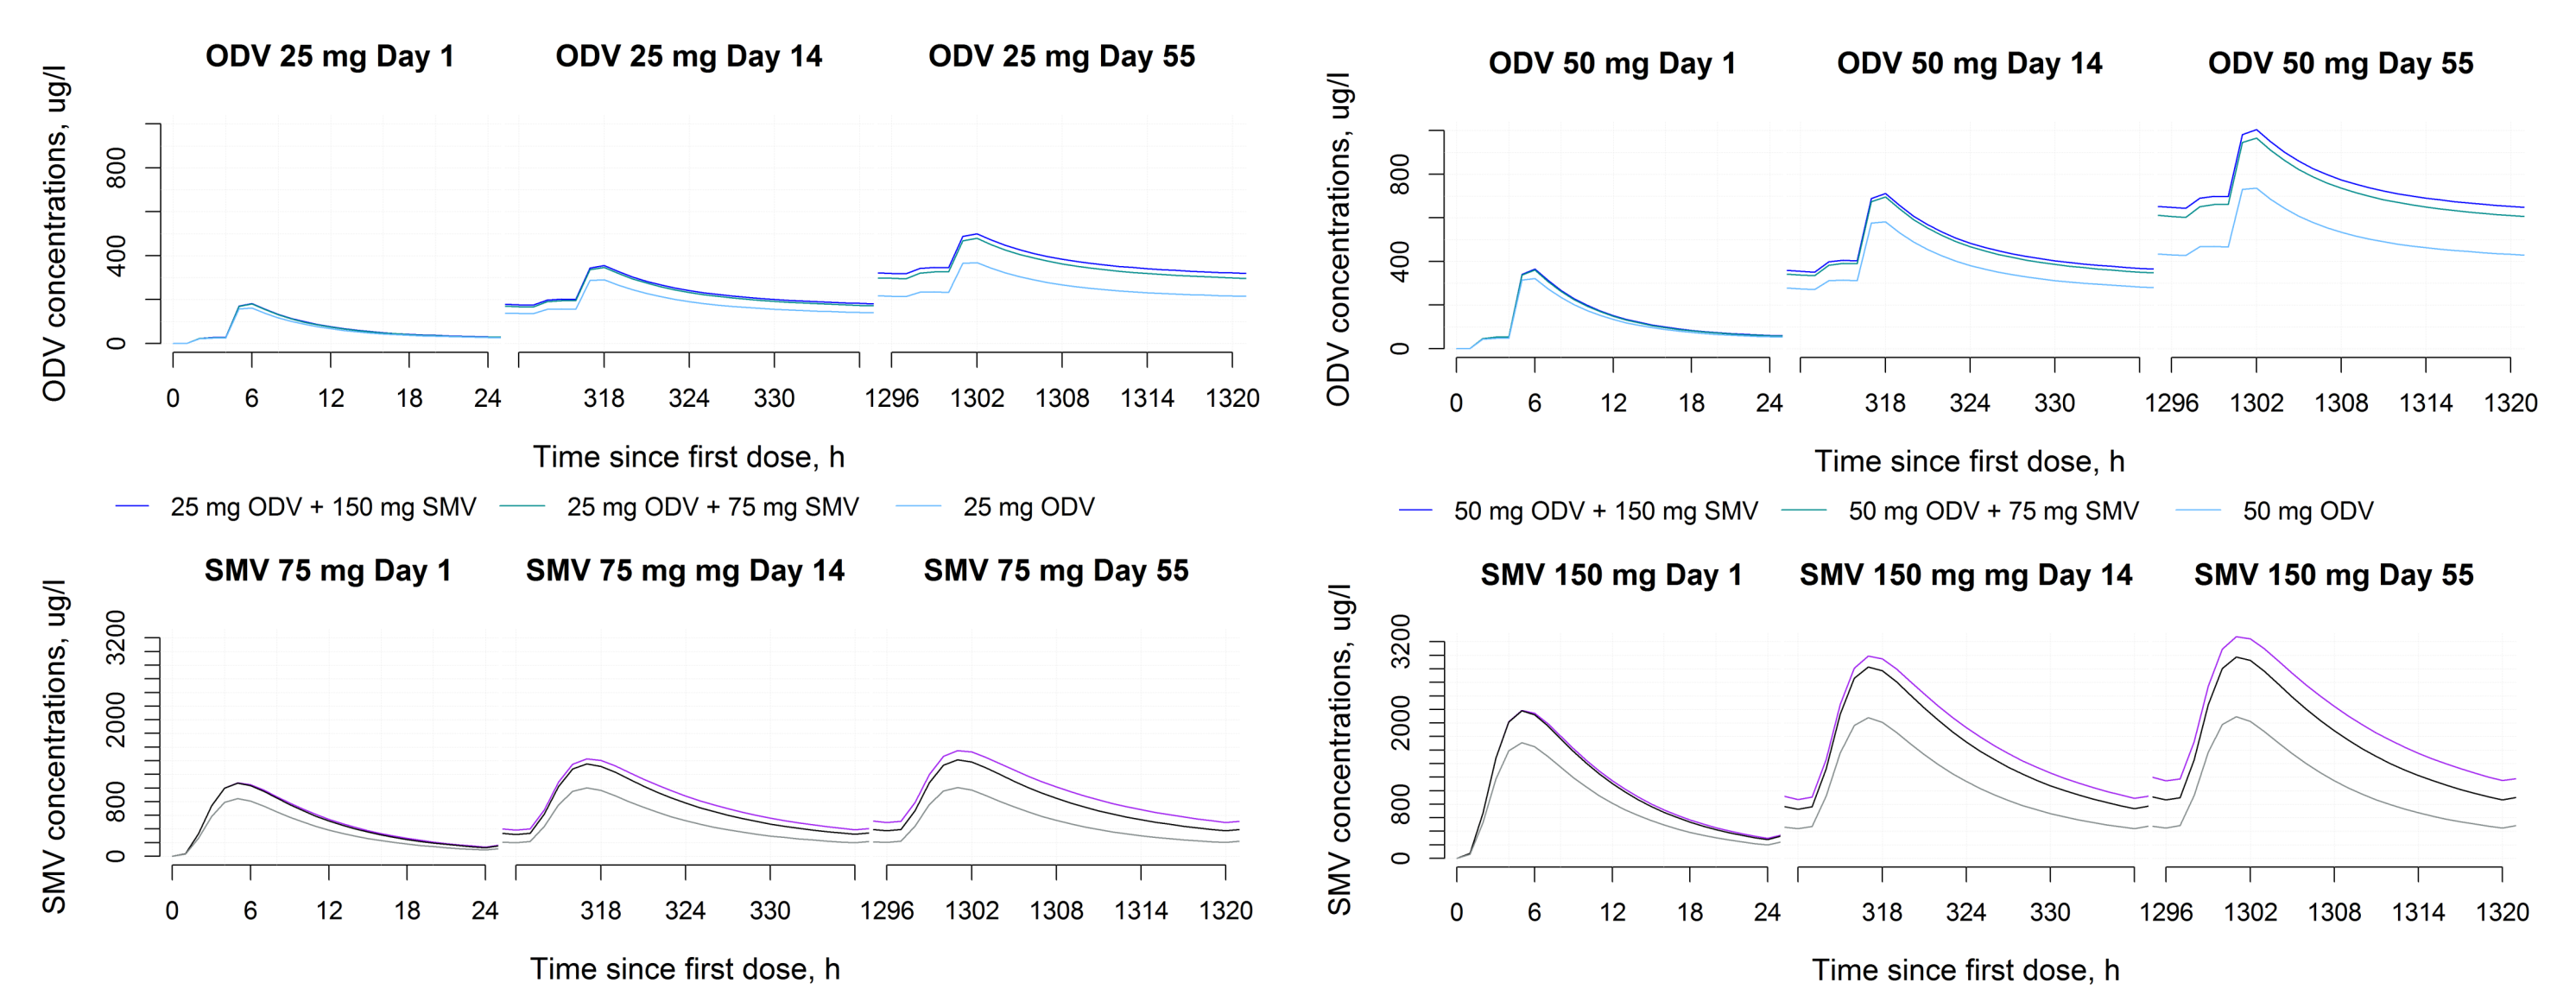 ODV 25 mg Day 1 ODV 25 mg Day 14 ODV 25 mg Day 55
ODV concentrations, ug/l
0 400 800
0 6 12 18 24 318 324 330 1296 1302 1308 1314 1320
Time since first dose, h
25 mg ODV + 150 mg SMV 25 mg ODV + 75 mg SMV 25 mg ODV
ODV 50 mg Day 1 ODV 50 mg Day 14 ODV 50 mg Day 55
ODV concentrations, ug/l
0 400 800
0 6 12 18 24 318 324 330 1296 1302 1308 1314 1320
Time since first dose, h
50 mg ODV + 150 mg SMV 50 mg ODV + 75 mg SMV 50 mg ODV
SMV 75 mg Day 1 SMV 75 mg mg Day 14 SMV 75 mg Day 55
SMV concentrations, ug/l
0 800 2000 3200
0 6 12 18 24 318 324 330 1296 1302 1308 1314 1320
Time since first dose, h
SMV 150 mg Day 1 SMV 150 mg mg Day 14 SMV 150 mg Day 55
SMV concentrations, ug/l
0 800 2000 3200
0 6 12 18 24 318 324 330 1296 1302 1308 1314 1320
Time since first dose, h